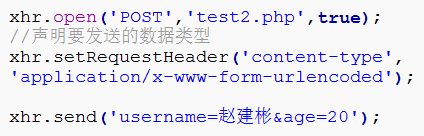 xhr.open('POST','test2.php',true);
//声明要发送的数据类型
xhr.setRequestHeader('content-type',
'application/x-www-form-urlencoded');
xhr.send('username=赵建彬&age=20');